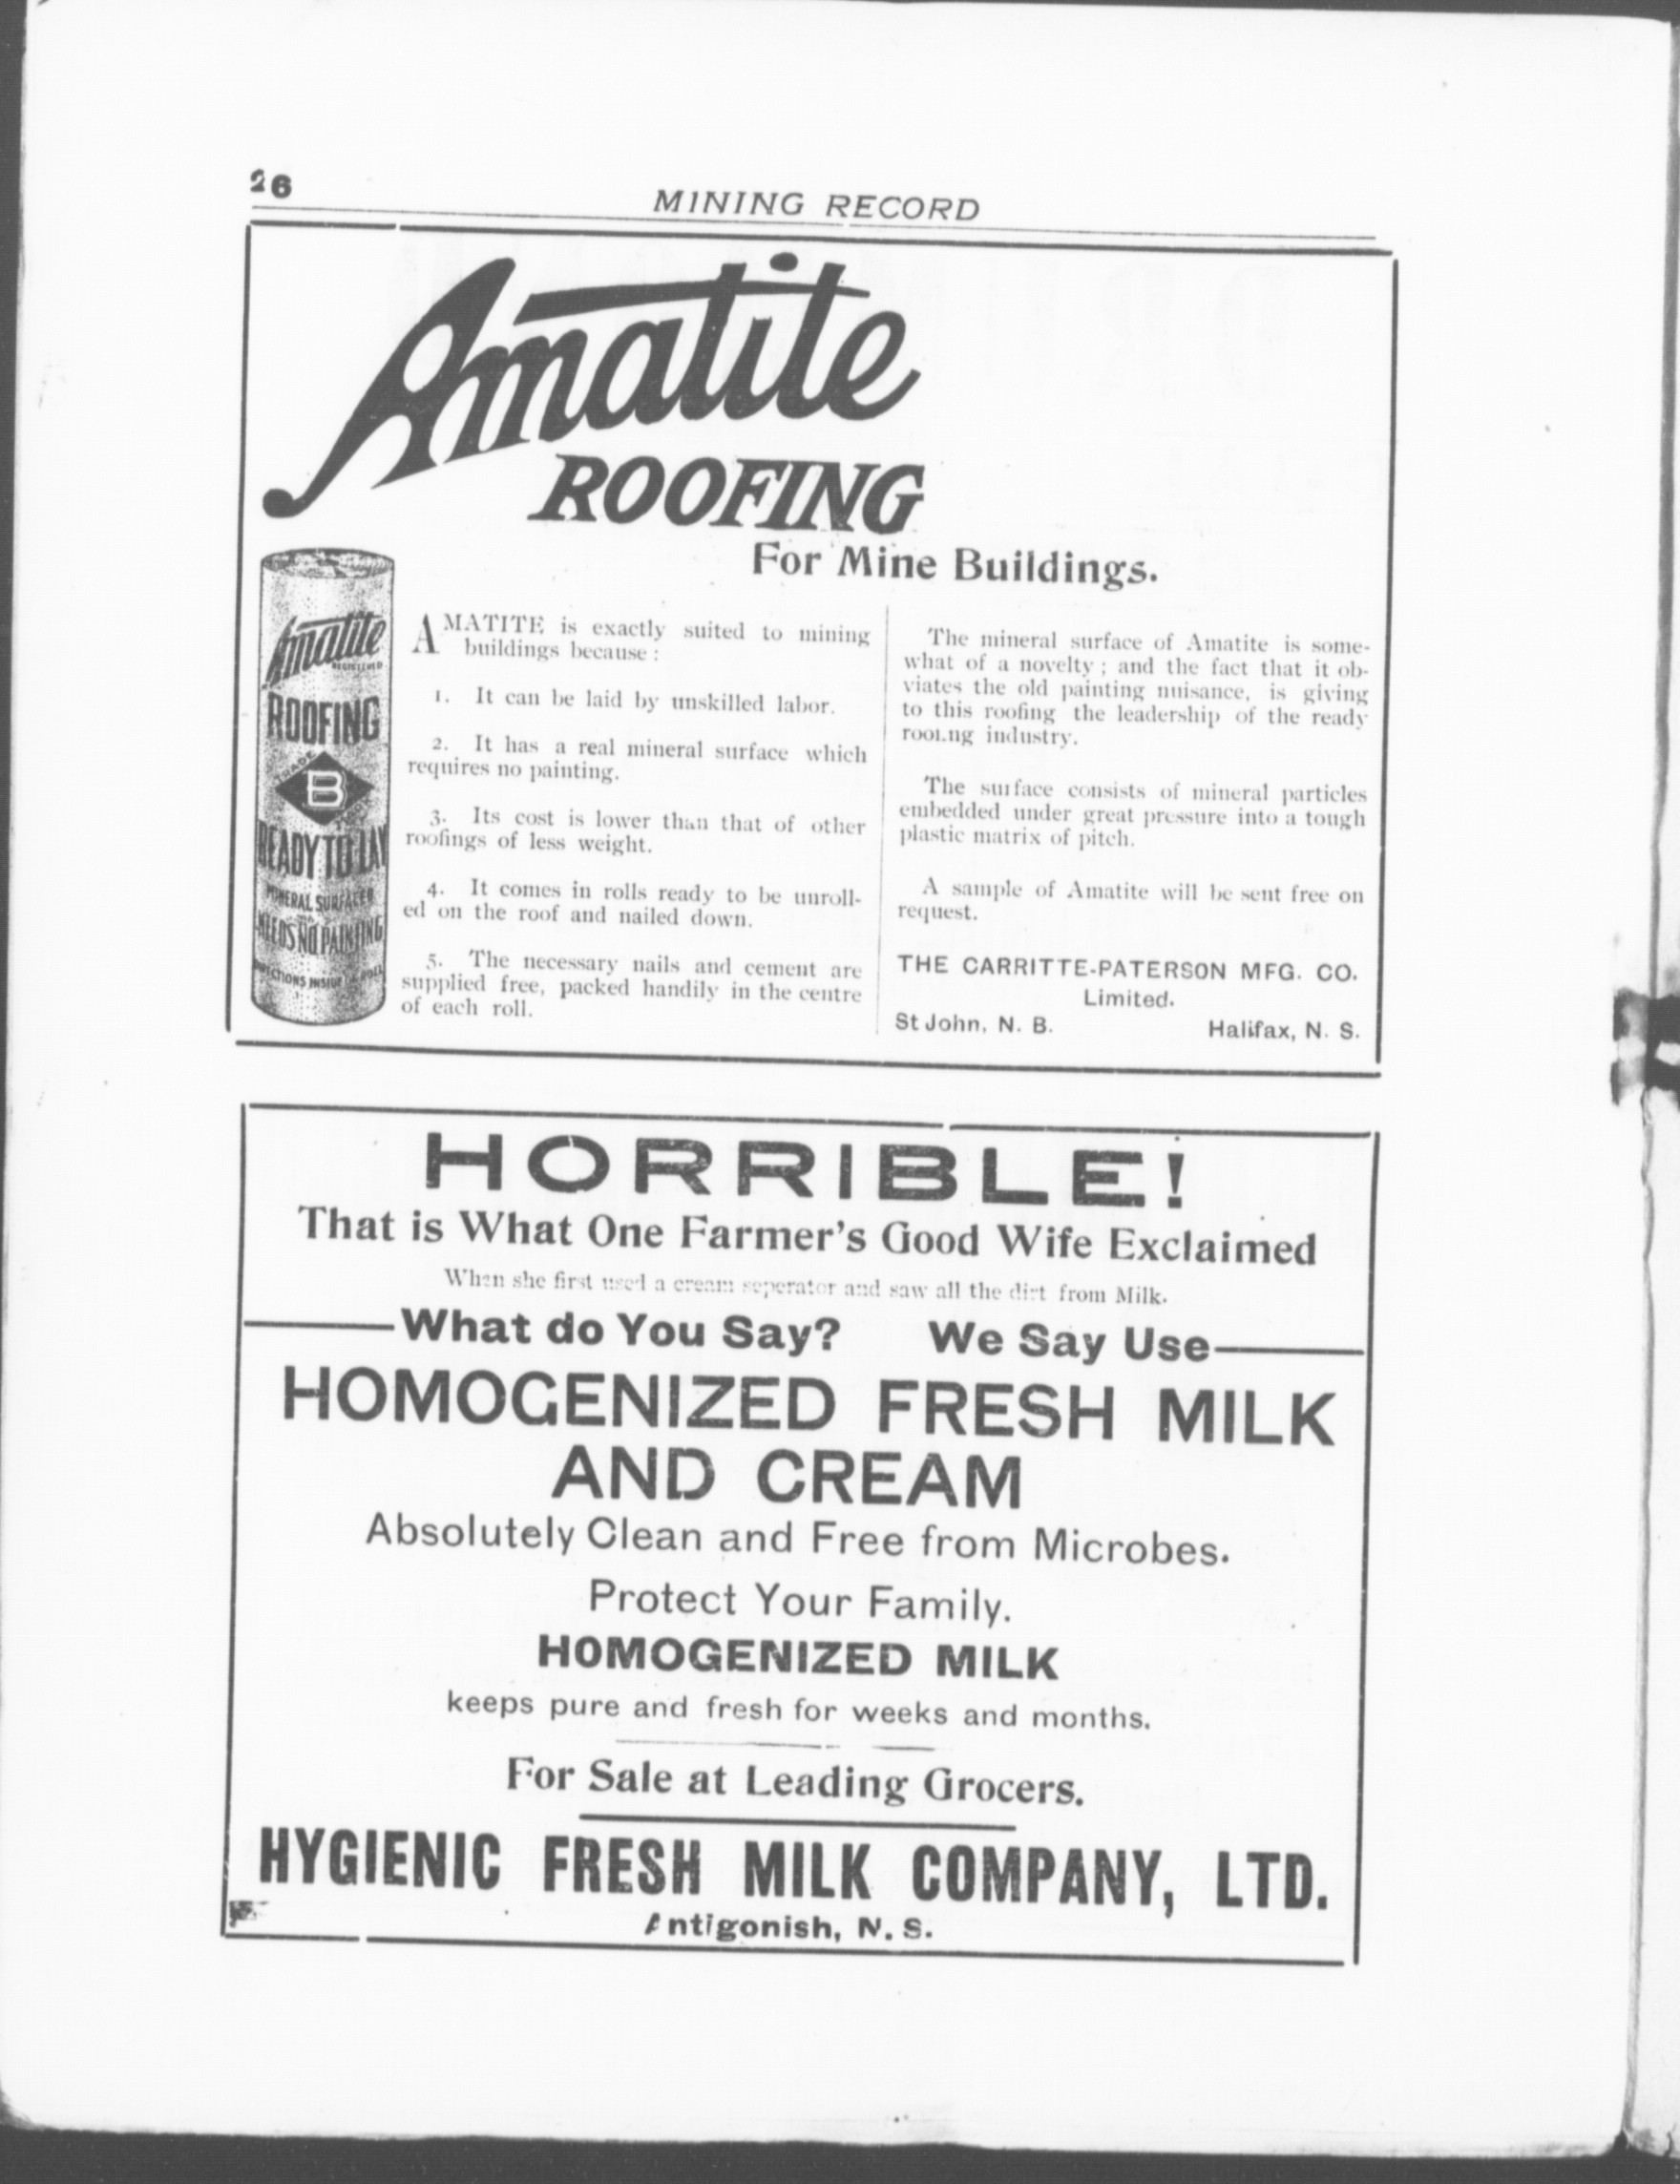 26
MINING RECORD
Amatite
ROOFING
For Mine Buildings.
Amatite
REGISTERED
ROOFING
TRADE
B
READY TO LAY
MINERAL SURFACED
NEEDS NO PAINTING
DIRECTIONS INSIDE
ROLL
AMATITE is exactly suited to mining
buildings because :
1. It can be laid by unskilled labor.
2. It has a real mineral surface which
requires no painting.
3. Its cost is lower than that of other
roofings of less weight.
4. It comes in rolls ready to be unroll-
ed on the roof and nailed down.
5. The necessary nails and cement are
supplied free, packed handily in the centre
of each roll.
The mineral surface of Amatite is some-
what of a novelty ; and the fact that it ob-
viates the old painting nuisance, is giving
to this roofing the leadership of the ready
roofing industry.
The surface consists of mineral particles
embedded under great pressure into a tough
plastic matrix of pitch.
A sample of Amatite will be sent free on
request.
THE CARRITTE-PATERSON MFG. CO.
Limited.
St John, N. B. Halifax, N. S.
HORRIBLE!
That is What One Farmer's Good Wife Exclaimed
When she first used a cream seperator and saw all the dirt from Milk.
What do You Say? We Say Use
HOMOGENIZED FRESH MILK
AND CREAM
Absolutely Clean and Free from Microbes.
Protect Your Family.
HOMOGENIZED MILK
keeps pure and fresh for weeks and months.
For Sale at Leading Grocers.
HYGIENIC FRESH MILK COMPANY, LTD.
Antigonish, N. S.